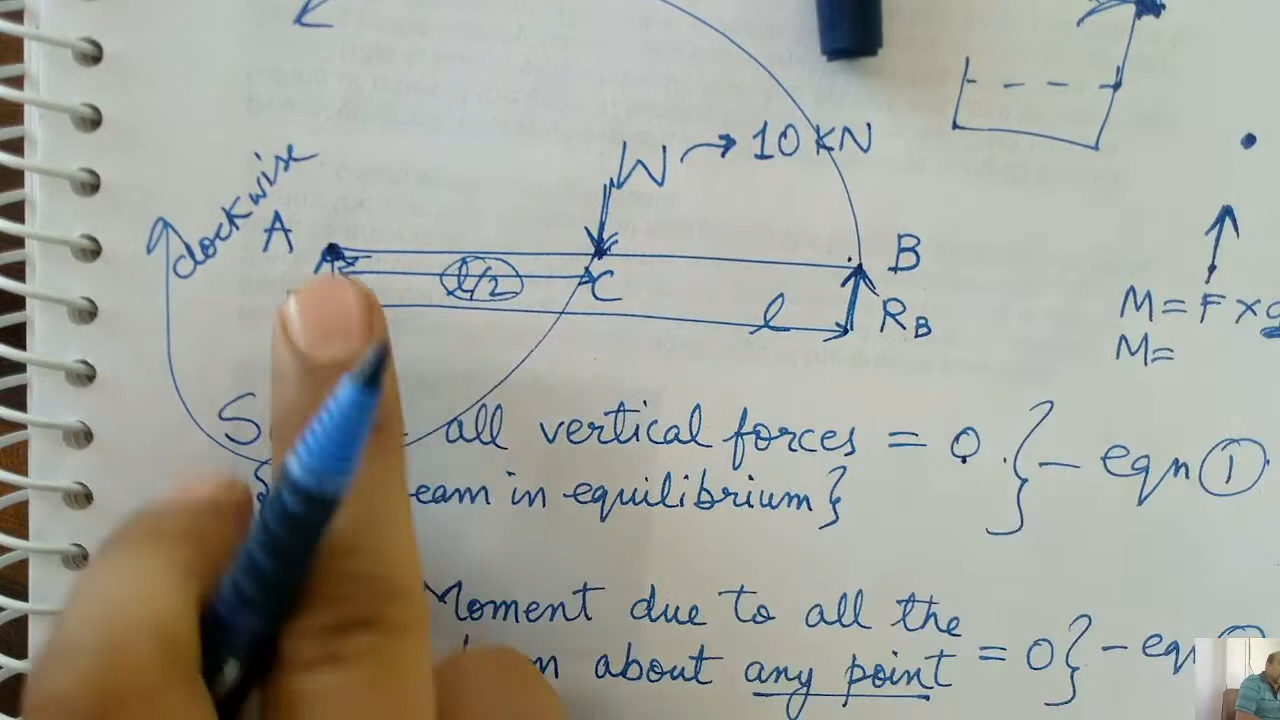 W → 10 KN
clockwise
A
B
l/2
C
l
R_B
M = F ×
M =
all vertical forces = 0. } - eqn ①
eam in equilibrium}
Moment due to all the
about any point = 0} - eq